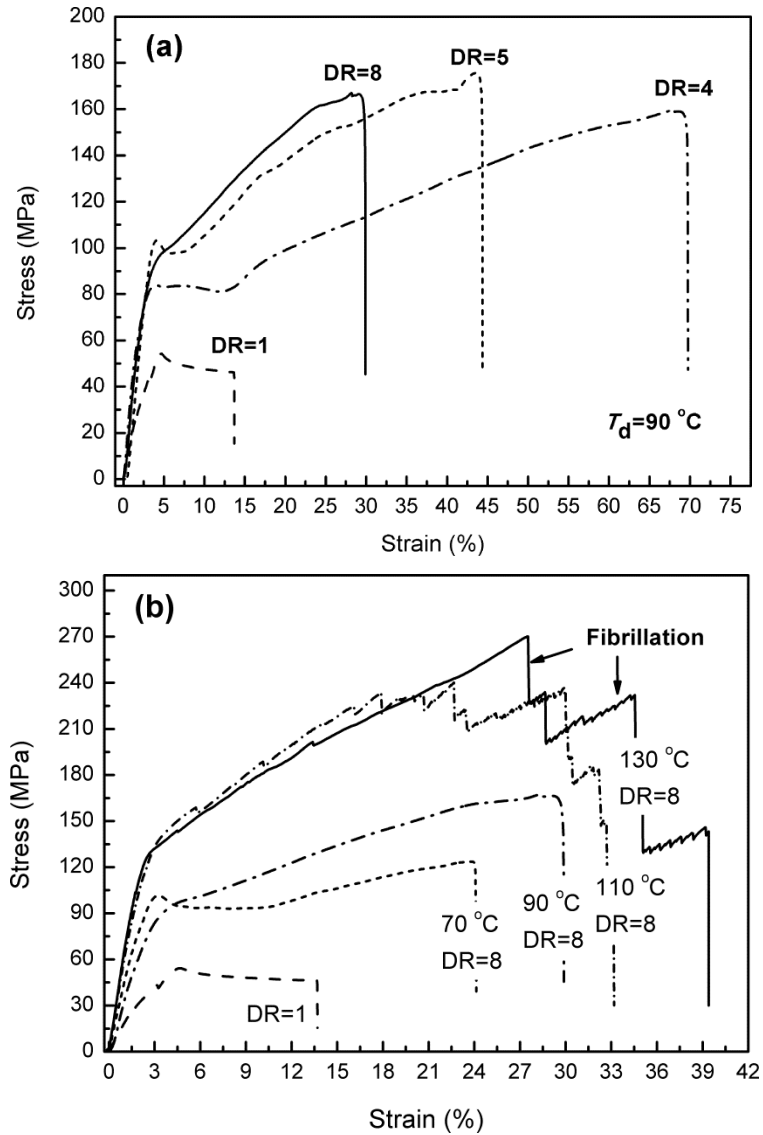 (a)
DR=8
DR=5
DR=4
DR=1
T_d=90 °C
Stress (MPa)
200
180
160
140
120
100
80
60
40
20
0
0 5 10 15 20 25 30 35 40 45 50 55 60 65 70 75
Strain (%)
(b)
Fibrillation
130 °C
DR=8
110 °C
DR=8
90 °C
DR=8
70 °C
DR=8
DR=1
Stress (MPa)
300
270
240
210
180
150
120
90
60
30
0
0 3 6 9 12 15 18 21 24 27 30 33 36 39 42
Strain (%)